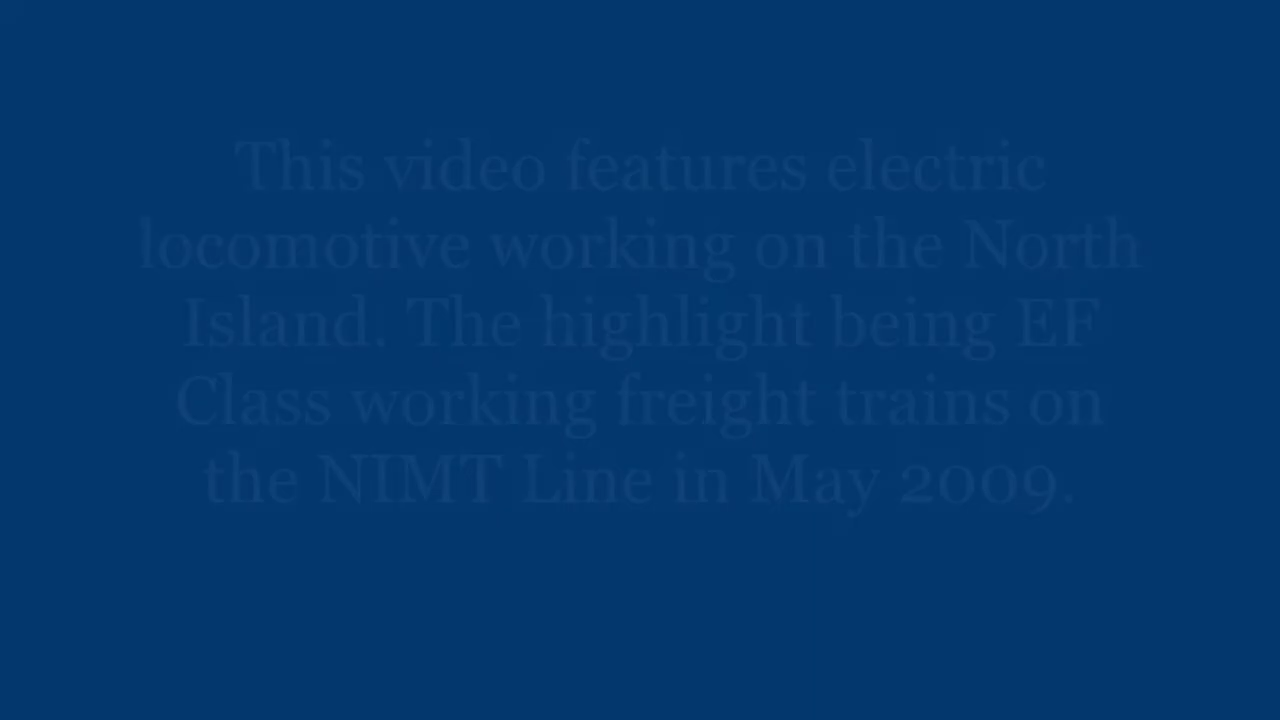 This video features electric
locomotive working on the North
Island. The highlight being EF
Class working freight trains on
the NIMT Line in May 2009.